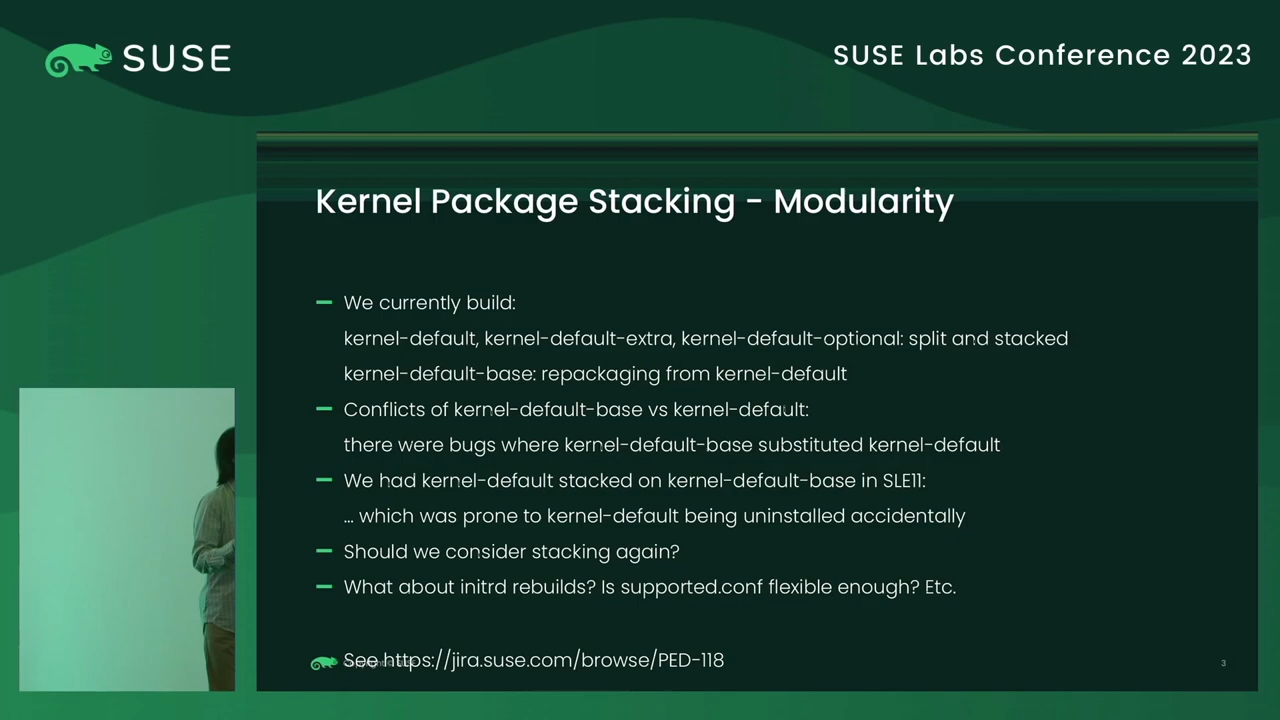 SUSE
SUSE Labs Conference 2023
Kernel Package Stacking - Modularity
We currently build:
kernel-default, kernel-default-extra, kernel-default-optional: split and stacked
kernel-default-base: repackaging from kernel-default
Conflicts of kernel-default-base vs kernel-default:
there were bugs where kernel-default-base substituted kernel-default
We had kernel-default stacked on kernel-default-base in SLE11:
... which was prone to kernel-default being uninstalled accidentally
Should we consider stacking again?
What about initrd rebuilds? Is supported.conf flexible enough? Etc.
See https://jira.suse.com/browse/PED-118
3